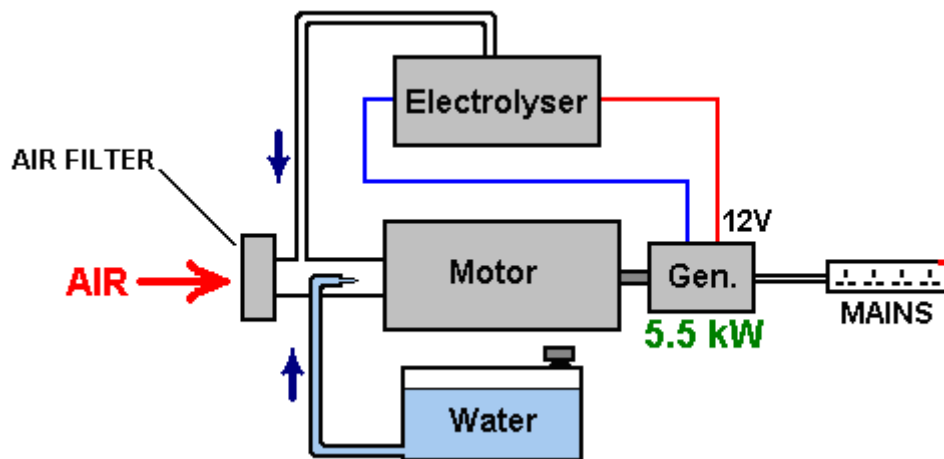 Electrolyser
AIR FILTER
12V
AIR
Motor
Gen.
MAINS
5.5 kW
Water